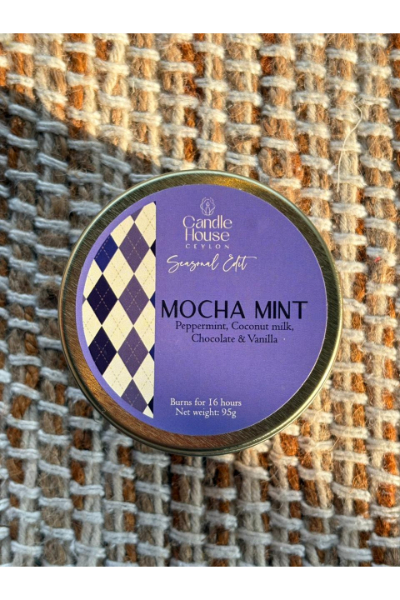 Candle
House
CEYLON
Seasonal Edit
MOCHA MINT
Peppermint, Coconut milk,
Chocolate & Vanilla
Burns for 16 hours
Net weight: 95g